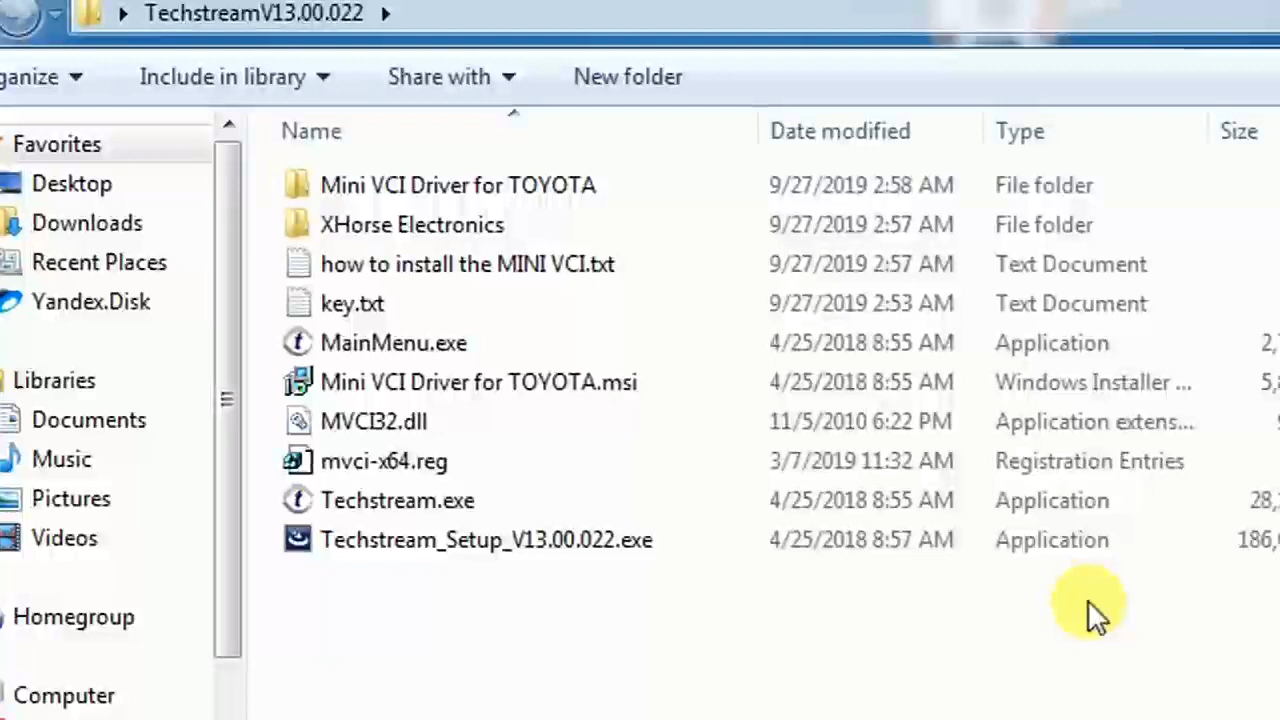 TechstreamV13.00.022
ganize Include in library Share with New folder
Name Date modified Type Size
Favorites
Desktop
Downloads
Recent Places
Yandex.Disk
Libraries
Documents
Music
Pictures
Videos
Homegroup
Computer
Mini VCI Driver for TOYOTA 9/27/2019 2:58 AM File folder
XHorse Electronics 9/27/2019 2:57 AM File folder
how to install the MINI VCI.txt 9/27/2019 2:57 AM Text Document
key.txt 9/27/2019 2:53 AM Text Document
MainMenu.exe 4/25/2018 8:55 AM Application 2,
Mini VCI Driver for TOYOTA.msi 4/25/2018 8:55 AM Windows Installer ... 5,
MVCI32.dll 11/5/2010 6:22 PM Application extens...
mvci-x64.reg 3/7/2019 11:32 AM Registration Entries
Techstream.exe 4/25/2018 8:55 AM Application 28,
Techstream_Setup_V13.00.022.exe 4/25/2018 8:57 AM Application 186,